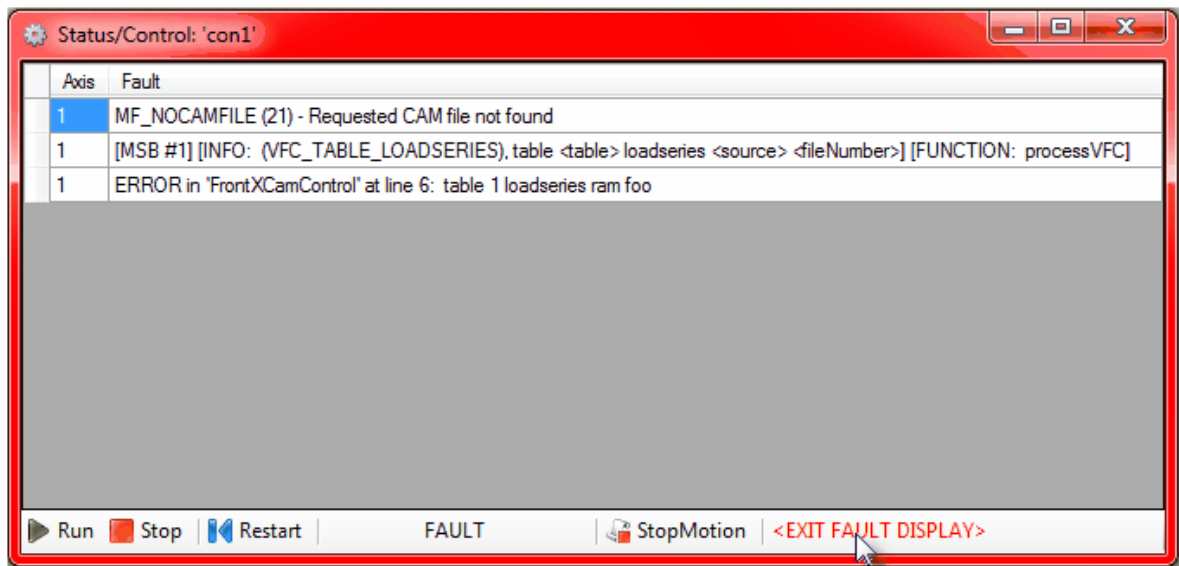 Status/Control: 'con1'
Axis Fault
1 MF_NOCAMFILE (21) - Requested CAM file not found
1 [MSB #1] [INFO: (VFC_TABLE_LOADSERIES), table <table> loadseries <source> <fileNumber>] [FUNCTION: processVFC]
1 ERROR in "FrontXCamControl" at line 6: table 1 loadseries ram foo
Run Stop Restart FAULT StopMotion <EXIT FAULT DISPLAY>